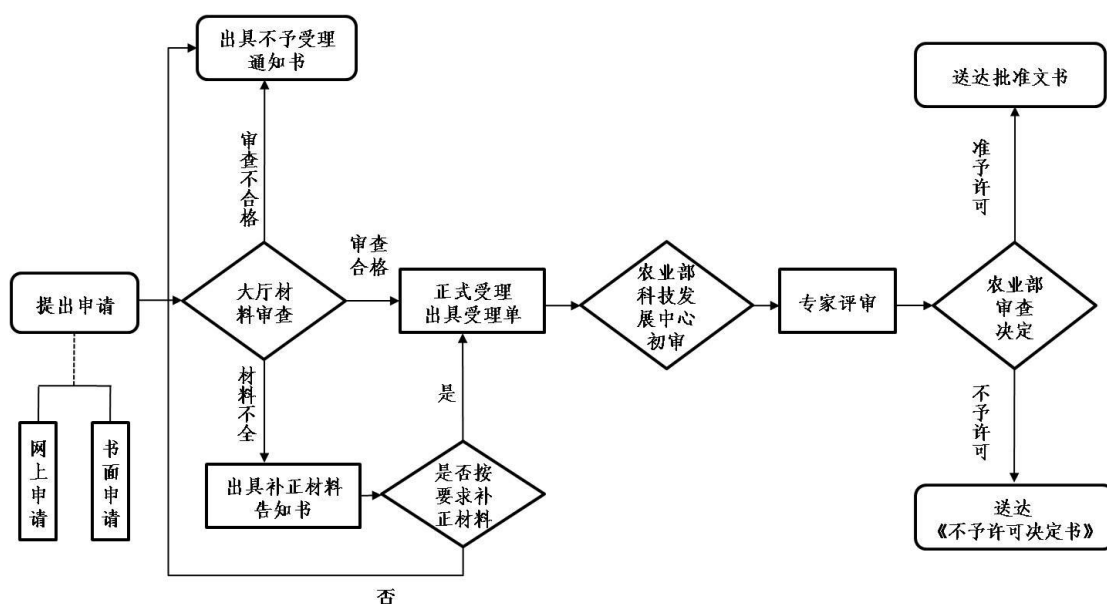 出具不予受理
通知书
送达批准文书
审查不合格
准予许可
审查
合格
提出申请
大厅材
料审查
正式受理
出具受理单
农业部
科技发
展中心
初审
专家评审
农业部
审查
决定
材料不全
是
不予许可
网上申请
书面申请
出具补正材料
告知书
是否按
要求补
正材料
送达
《不予许可决定书》
否